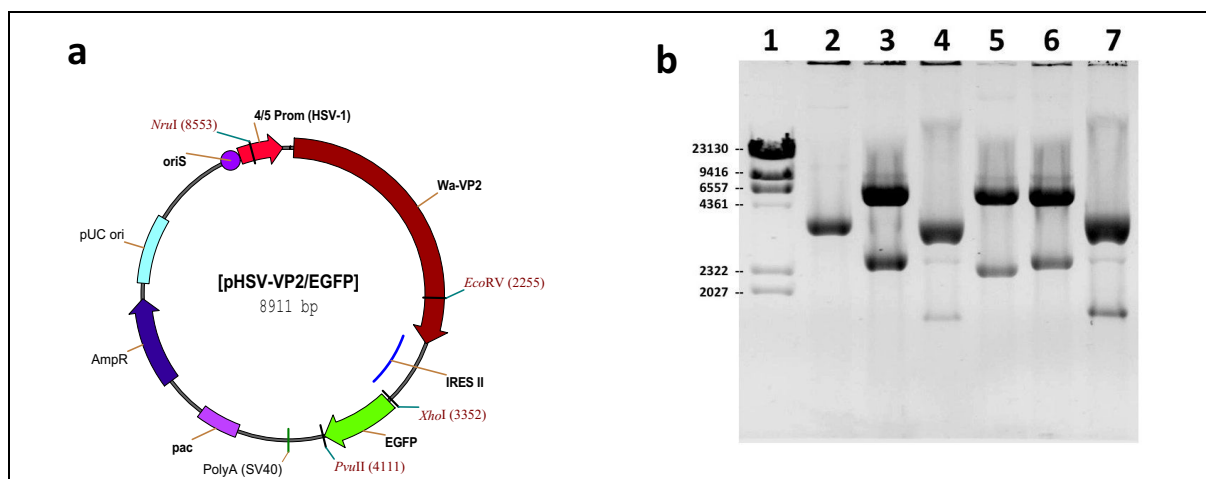 a
4/5 Prom (HSV-1)
NruI (8553)
oriS
Wa-VP2
pUC ori
[pHSV-VP2/EGFP]
8911 bp
EcoRV (2255)
AmpR
IRES II
XhoI (3352)
pac
EGFP
PolyA (SV40)
PvuII (4111)
b
1 2 3 4 5 6 7
23130 --
9416 --
6557 --
4361 --
2322 --
2027 --